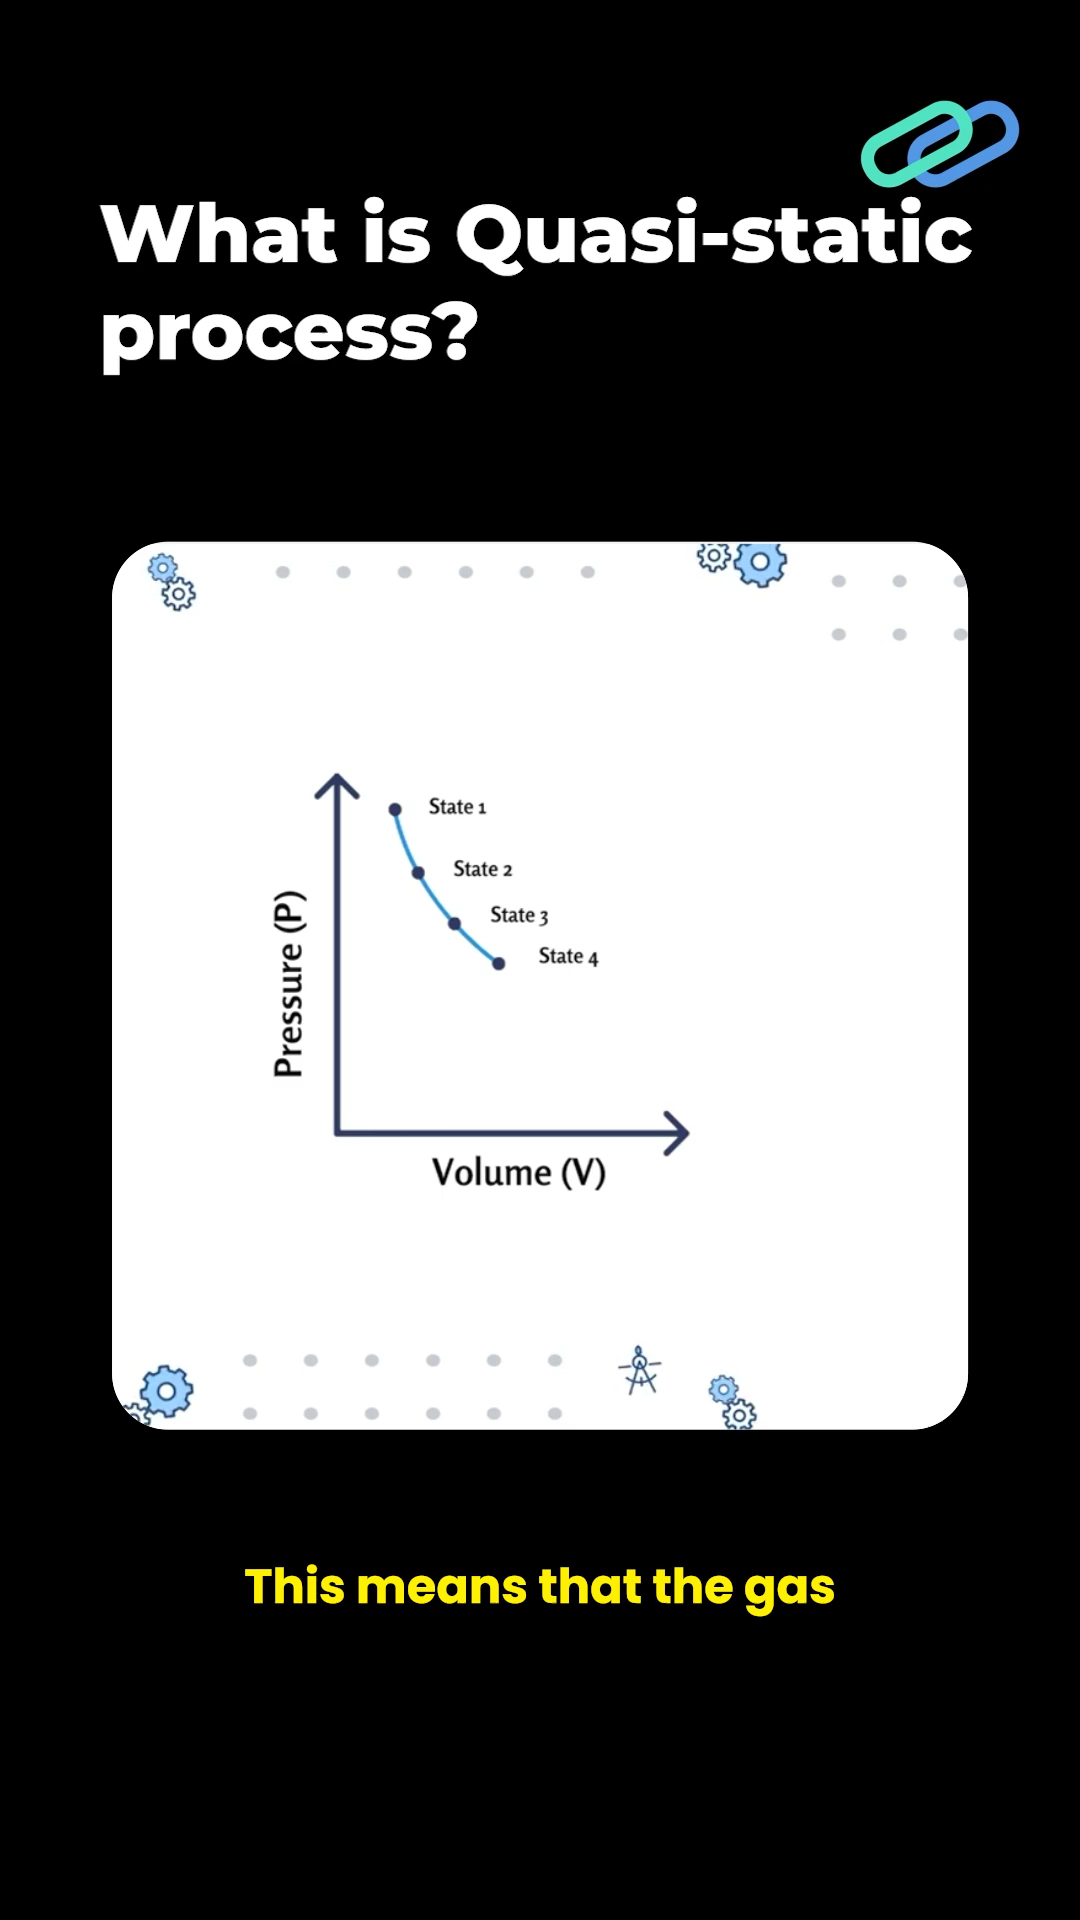 What is Quasi-static
process?
State 1
State 2
State 3
State 4
Pressure (P)
Volume (V)
This means that the gas